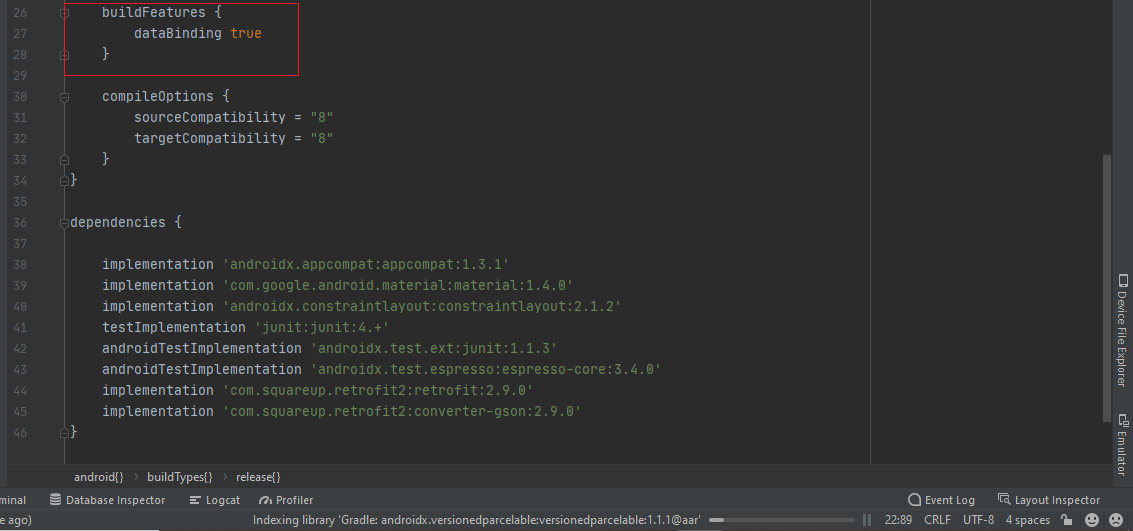 26 buildFeatures {
27 dataBinding true
28 }
29
30 compileOptions {
31 sourceCompatibility = "8"
32 targetCompatibility = "8"
33 }
34 }
35
36 dependencies {
37
38 implementation 'androidx.appcompat:appcompat:1.3.1'
39 implementation 'com.google.android.material:material:1.4.0'
40 implementation 'androidx.constraintlayout:constraintlayout:2.1.2'
41 testImplementation 'junit:junit:4.+'
42 androidTestImplementation 'androidx.test.ext:junit:1.1.3'
43 androidTestImplementation 'androidx.test.espresso:espresso-core:3.4.0'
44 implementation 'com.squareup.retrofit2:retrofit:2.9.0'
45 implementation 'com.squareup.retrofit2:converter-gson:2.9.0'
46 }
Device File Explorer
Emulator
android{} › buildTypes{} › release{}
minal Database Inspector Logcat Profiler Event Log Layout Inspector
e ago) Indexing library 'Gradle: androidx.versionedparcelable:versionedparcelable:1.1.1@aar' 22:89 CRLF UTF-8 4 spaces